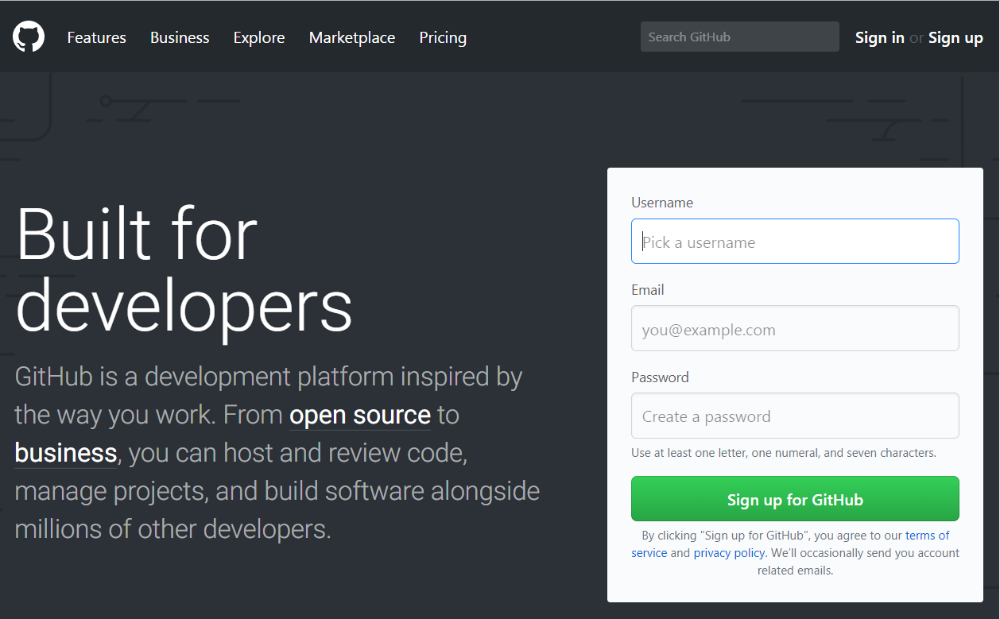 Features Business Explore Marketplace Pricing Search GitHub Sign in or Sign up
Built for
developers
GitHub is a development platform inspired by
the way you work. From open source to
business, you can host and review code,
manage projects, and build software alongside
millions of other developers.
Username
Pick a username
Email
you@example.com
Password
Create a password
Use at least one letter, one numeral, and seven characters.
Sign up for GitHub
By clicking "Sign up for GitHub", you agree to our terms of
service and privacy policy. We'll occasionally send you account
related emails.